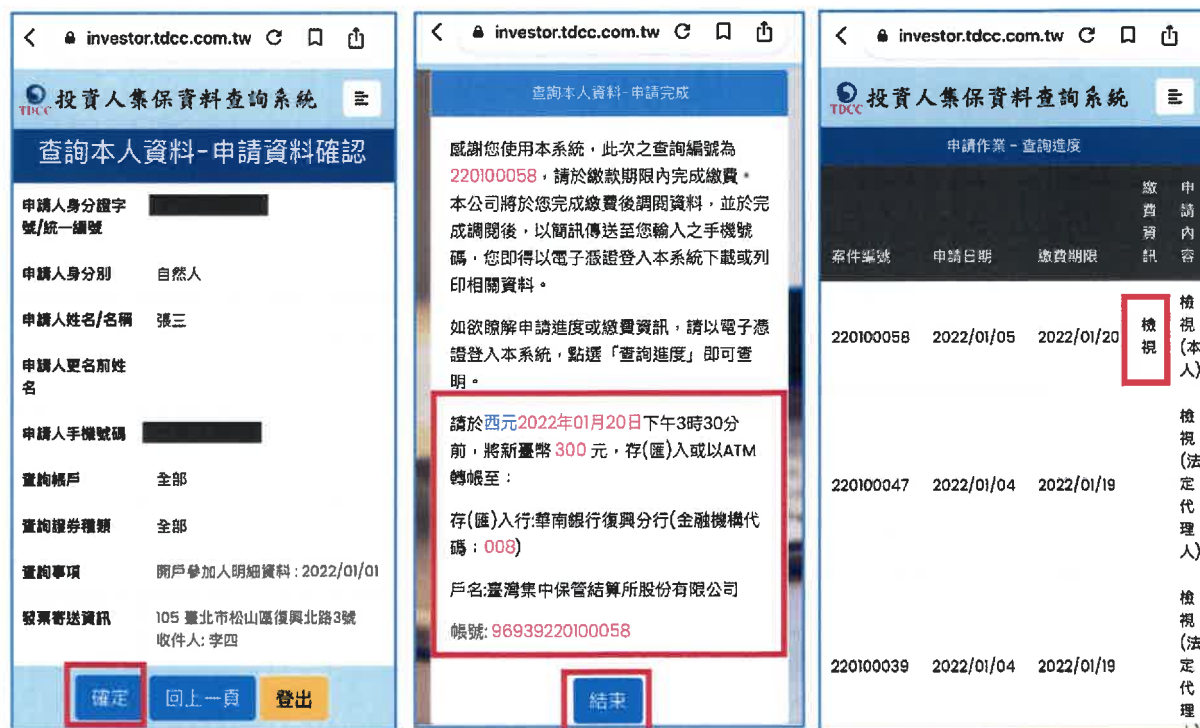 investor.tdcc.com.tw
TDCC 投資人集保資料查詢系統
查詢本人資料-申請資料確認
申請人身分證字
號/統一編號
申請人身分別 自然人
申請人姓名/名稱 張三
申請人更名前姓
名
申請人手機號碼
查詢帳戶 全部
查詢證券種類 全部
查詢事項 開戶參加人明細資料 : 2022/01/01
發票寄送資訊 105 臺北市松山區復興北路3號
收件人: 李四
確定 回上一頁 登出
investor.tdcc.com.tw
查詢本人資料-申請完成
感謝您使用本系統，此次之查詢編號為
220100058，請於繳款期限內完成繳費。
本公司將於您完成繳費後調閱資料，並於完
成調閱後，以簡訊傳送至您輸入之手機號
碼，您即得以電子憑證登入本系統下載或列
印相關資料。
如欲瞭解申請進度或繳費資訊，請以電子憑
證登入本系統，點選「查詢進度」即可查
明。
請於西元2022年01月20日下午3時30分
前，將新臺幣 300 元，存(匯)入或以ATM
轉帳至：
存(匯)入行:華南銀行復興分行(金融機構代
碼：008)
戶名:臺灣集中保管結算所股份有限公司
帳號: 96939220100058
結束
investor.tdcc.com.tw
TDCC 投資人集保資料查詢系統
申請作業 - 查詢進度
案件編號 申請日期 繳費期限 繳費資訊 申請內容
220100058 2022/01/05 2022/01/20 檢視 檢視(本人)
220100047 2022/01/04 2022/01/19 檢視(法定代理人)
220100039 2022/01/04 2022/01/19 檢視(法定代理